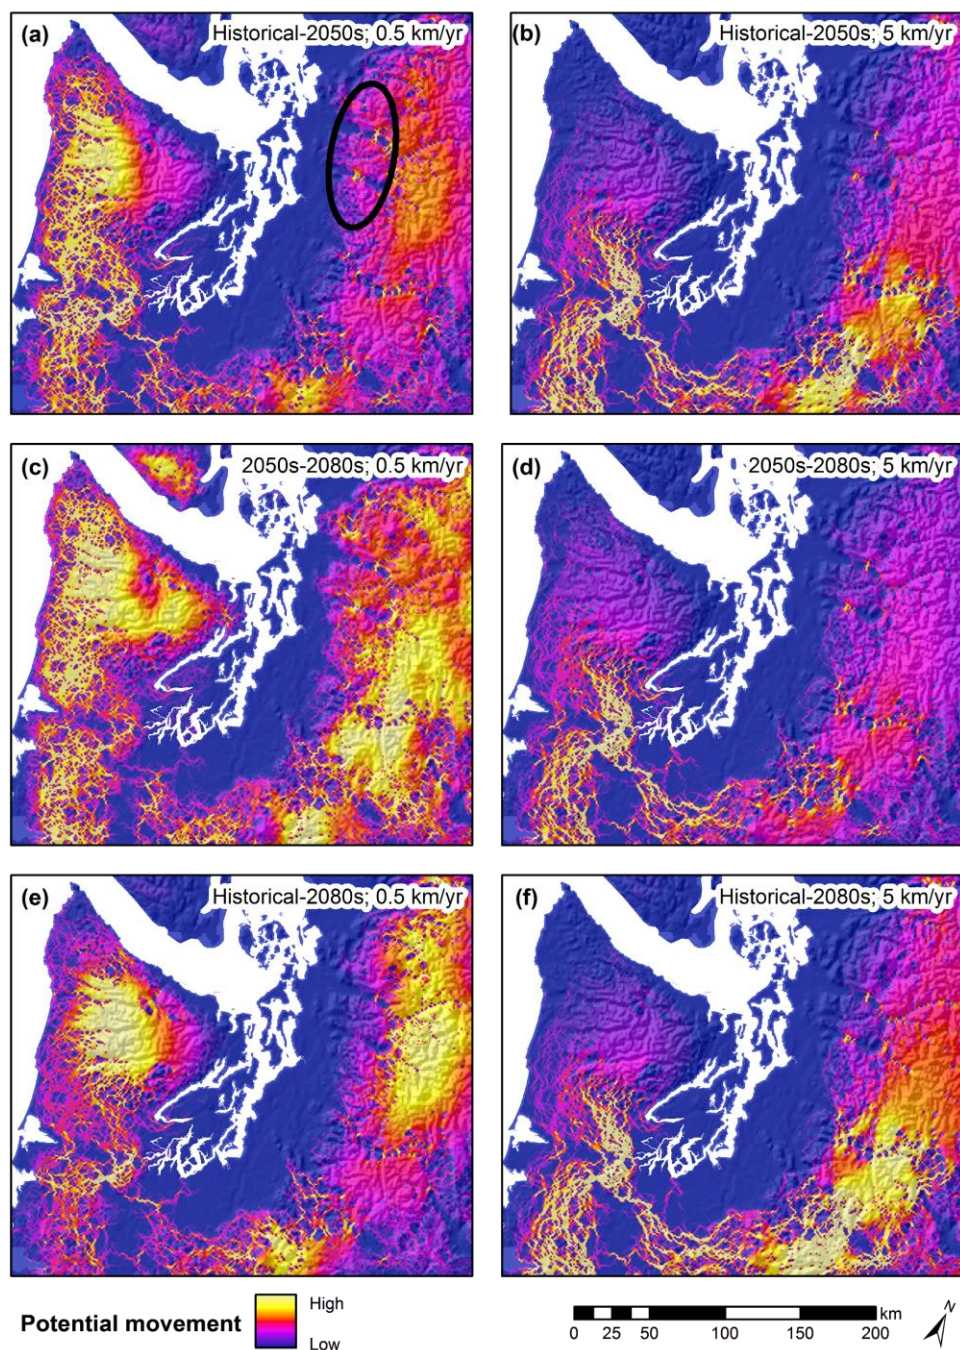 (a) Historical-2050s; 0.5 km/yr
(b) Historical-2050s; 5 km/yr
(c) 2050s-2080s; 0.5 km/yr
(d) 2050s-2080s; 5 km/yr
(e) Historical-2080s; 0.5 km/yr
(f) Historical-2080s; 5 km/yr
Potential movement
High
Low
km
0 25 50 100 150 200
N